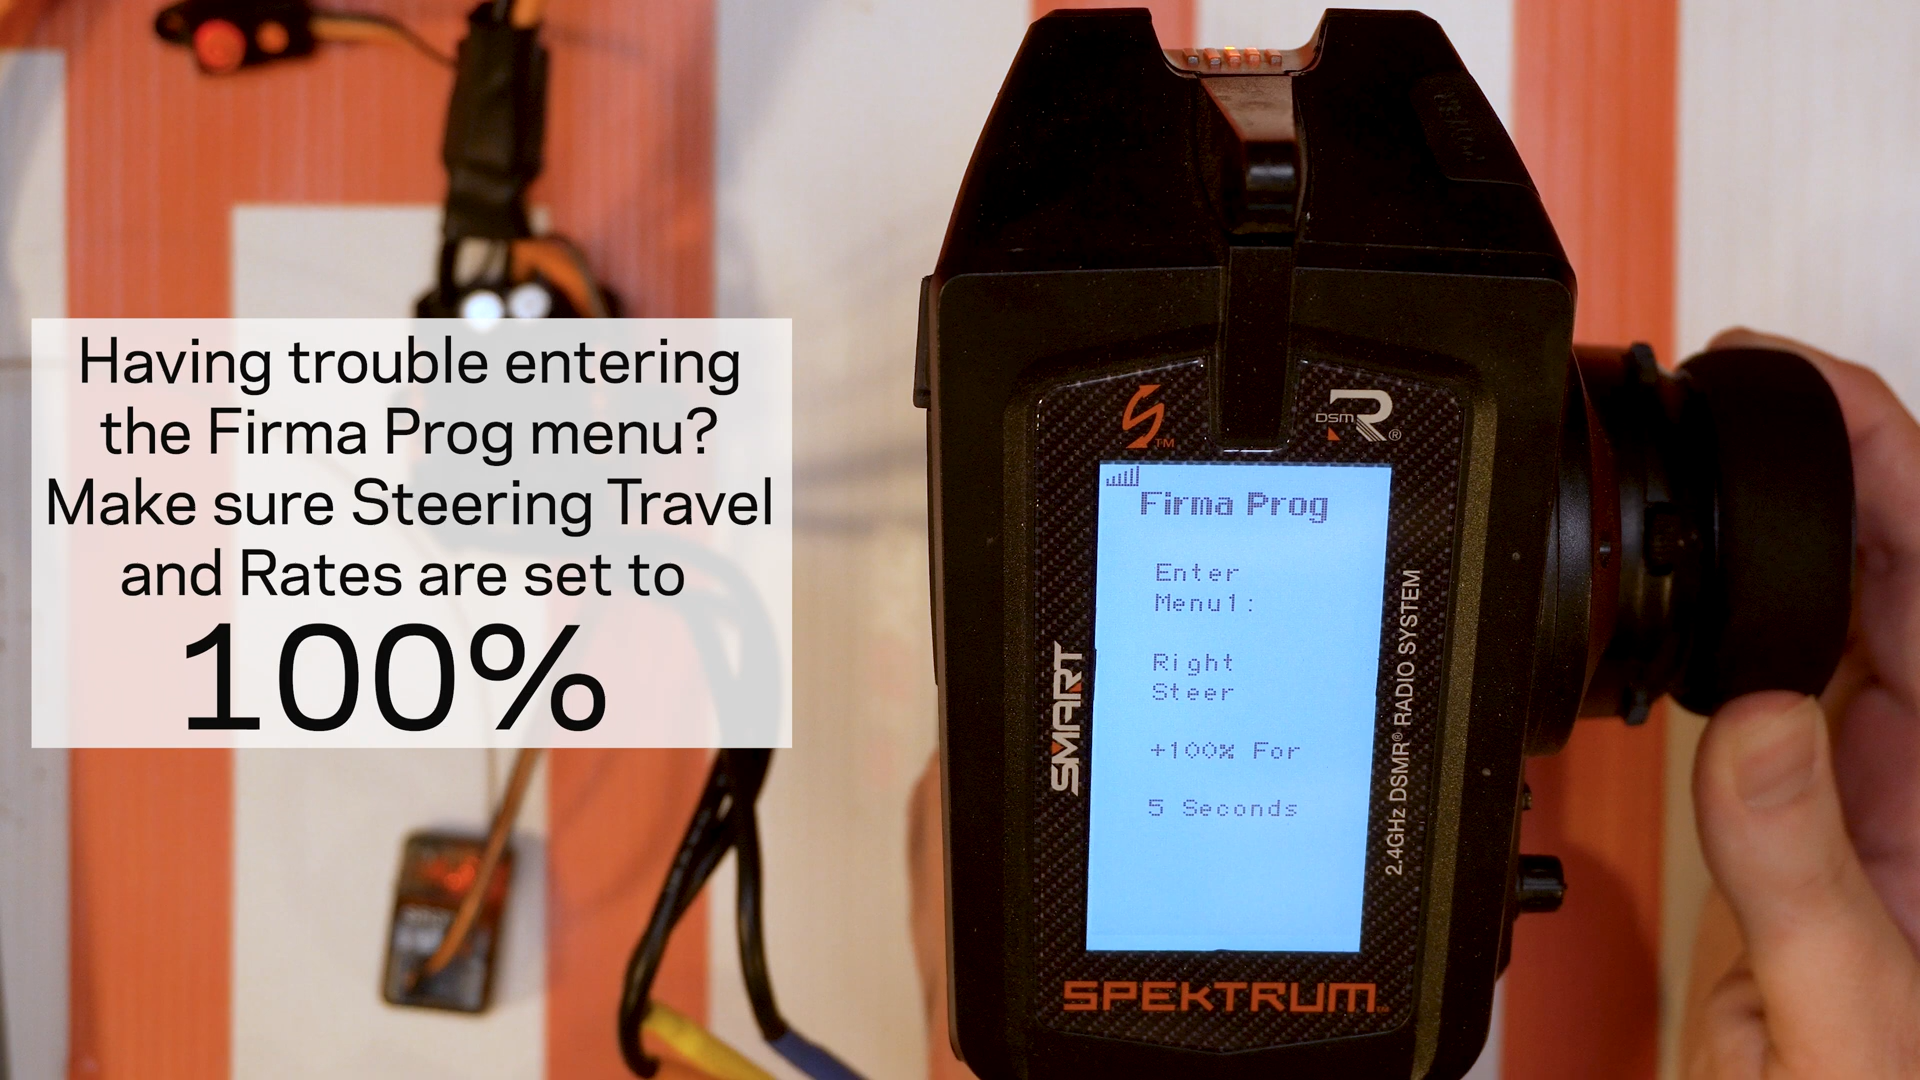 Having trouble entering
the Firma Prog menu?
Make sure Steering Travel
and Rates are set to
100%
DSM R®
Firma Prog
Enter
Menu1:
Right
Steer
+100% For
5 Seconds
SMART
2.4GHz DSMR® RADIO SYSTEM
SPEKTRUM